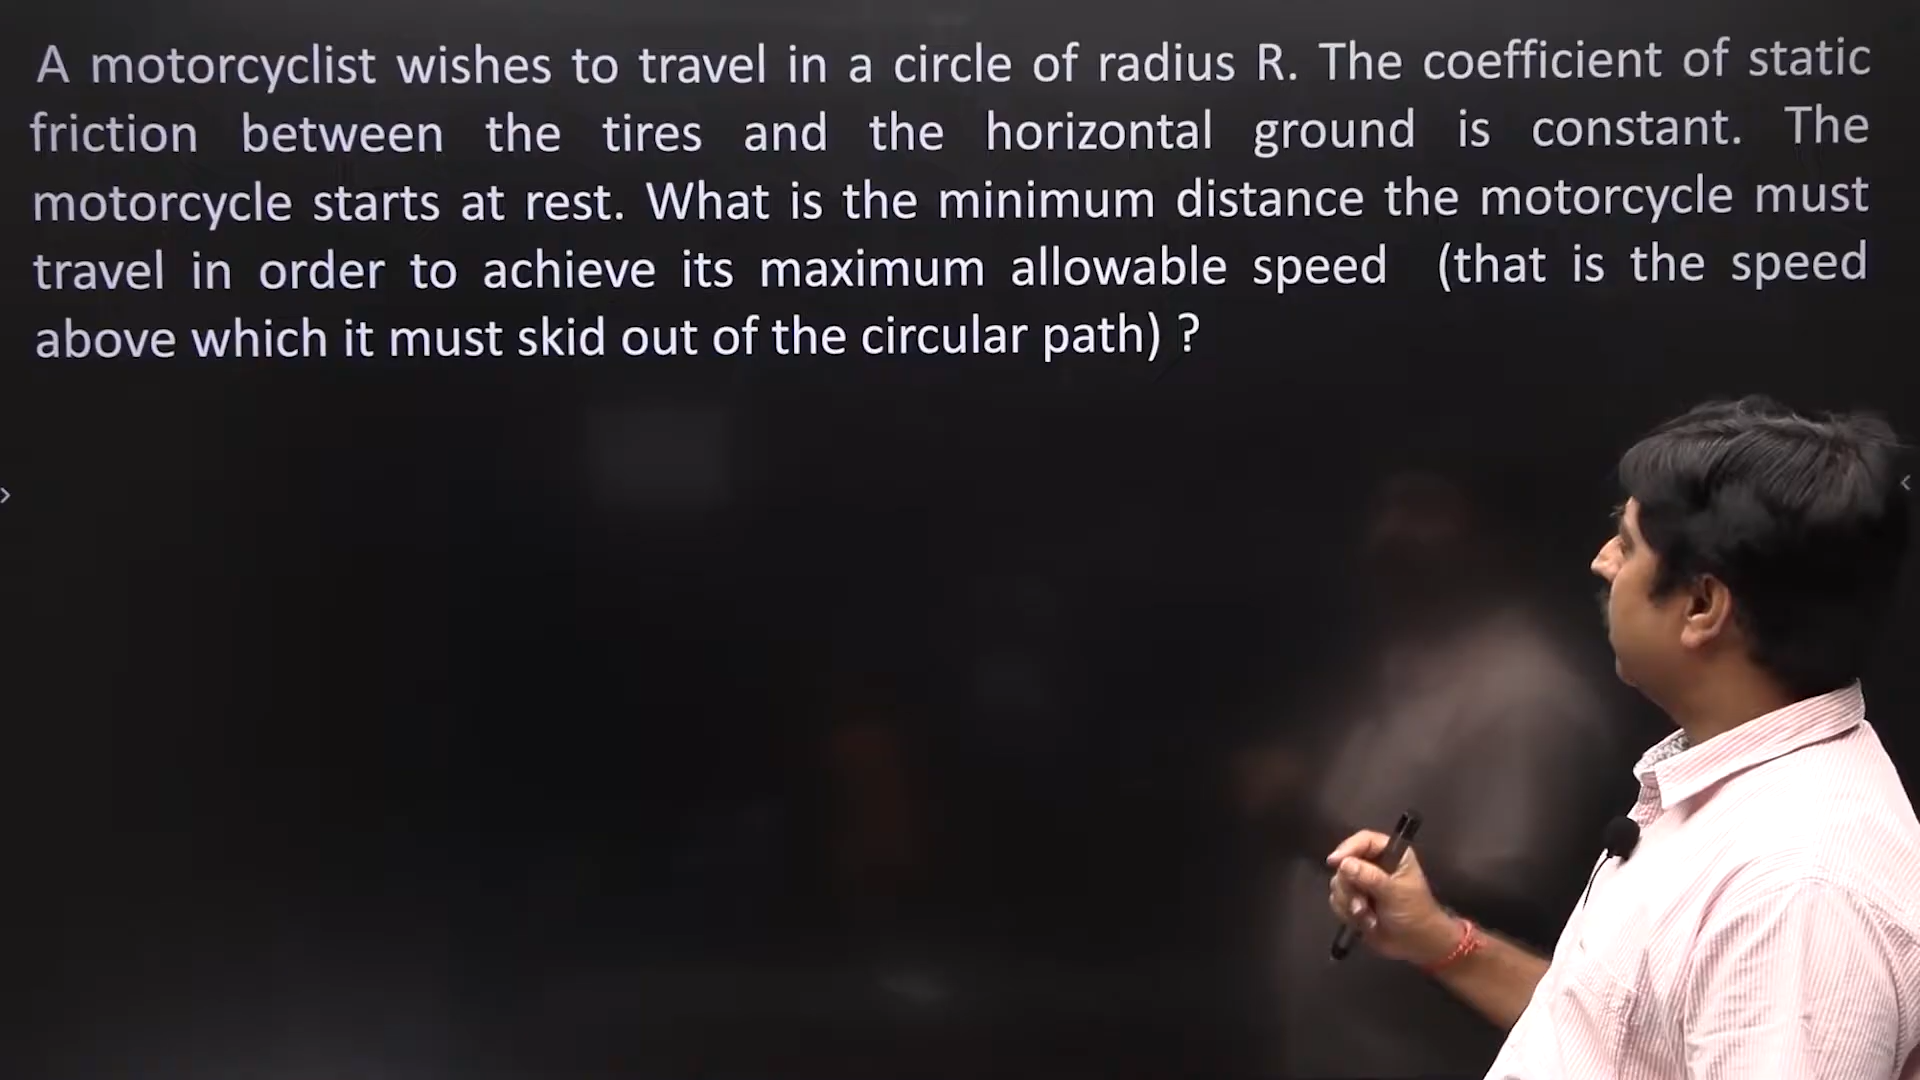 A motorcyclist wishes to travel in a circle of radius R. The coefficient of static
friction between the tires and the horizontal ground is constant. The
motorcycle starts at rest. What is the minimum distance the motorcycle must
travel in order to achieve its maximum allowable speed (that is the speed
above which it must skid out of the circular path) ?